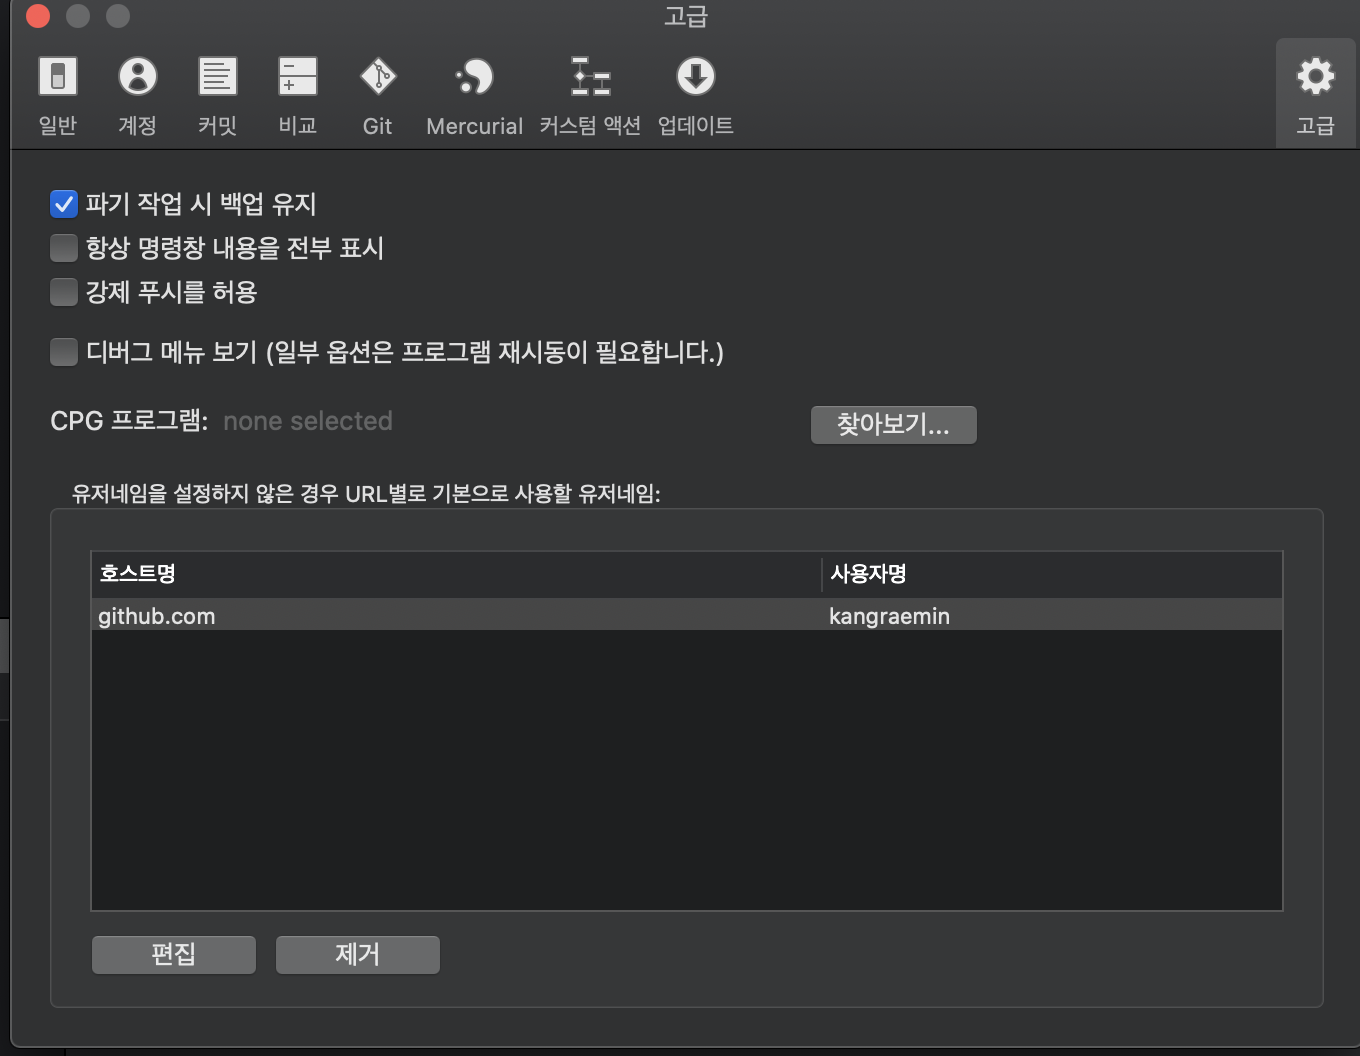 고급
일반 계정 커밋 비교 Git Mercurial 커스텀 액션 업데이트 고급
파기 작업 시 백업 유지
항상 명령창 내용을 전부 표시
강제 푸시를 허용
디버그 메뉴 보기 (일부 옵션은 프로그램 재시동이 필요합니다.)
CPG 프로그램: none selected 찾아보기...
유저네임을 설정하지 않은 경우 URL별로 기본으로 사용할 유저네임:
호스트명 사용자명
github.com kangraemin
편집 제거